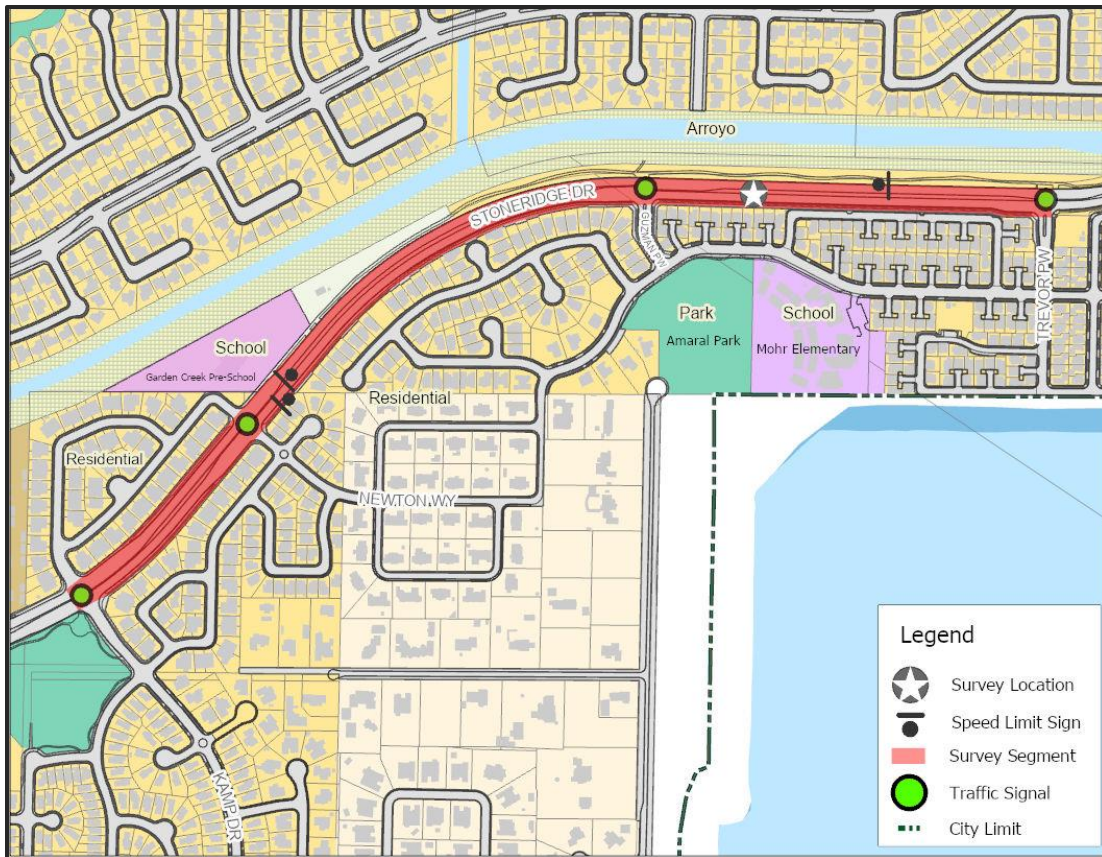 Arroyo
STONERIDGE DR
GUZMAN PW
TREVOR PW
School
Garden Creek Pre-School
Park
Amaral Park
School
Mohr Elementary
Residential
Residential
NEWTON WY
KAMP DR
Legend
Survey Location
Speed Limit Sign
Survey Segment
Traffic Signal
City Limit